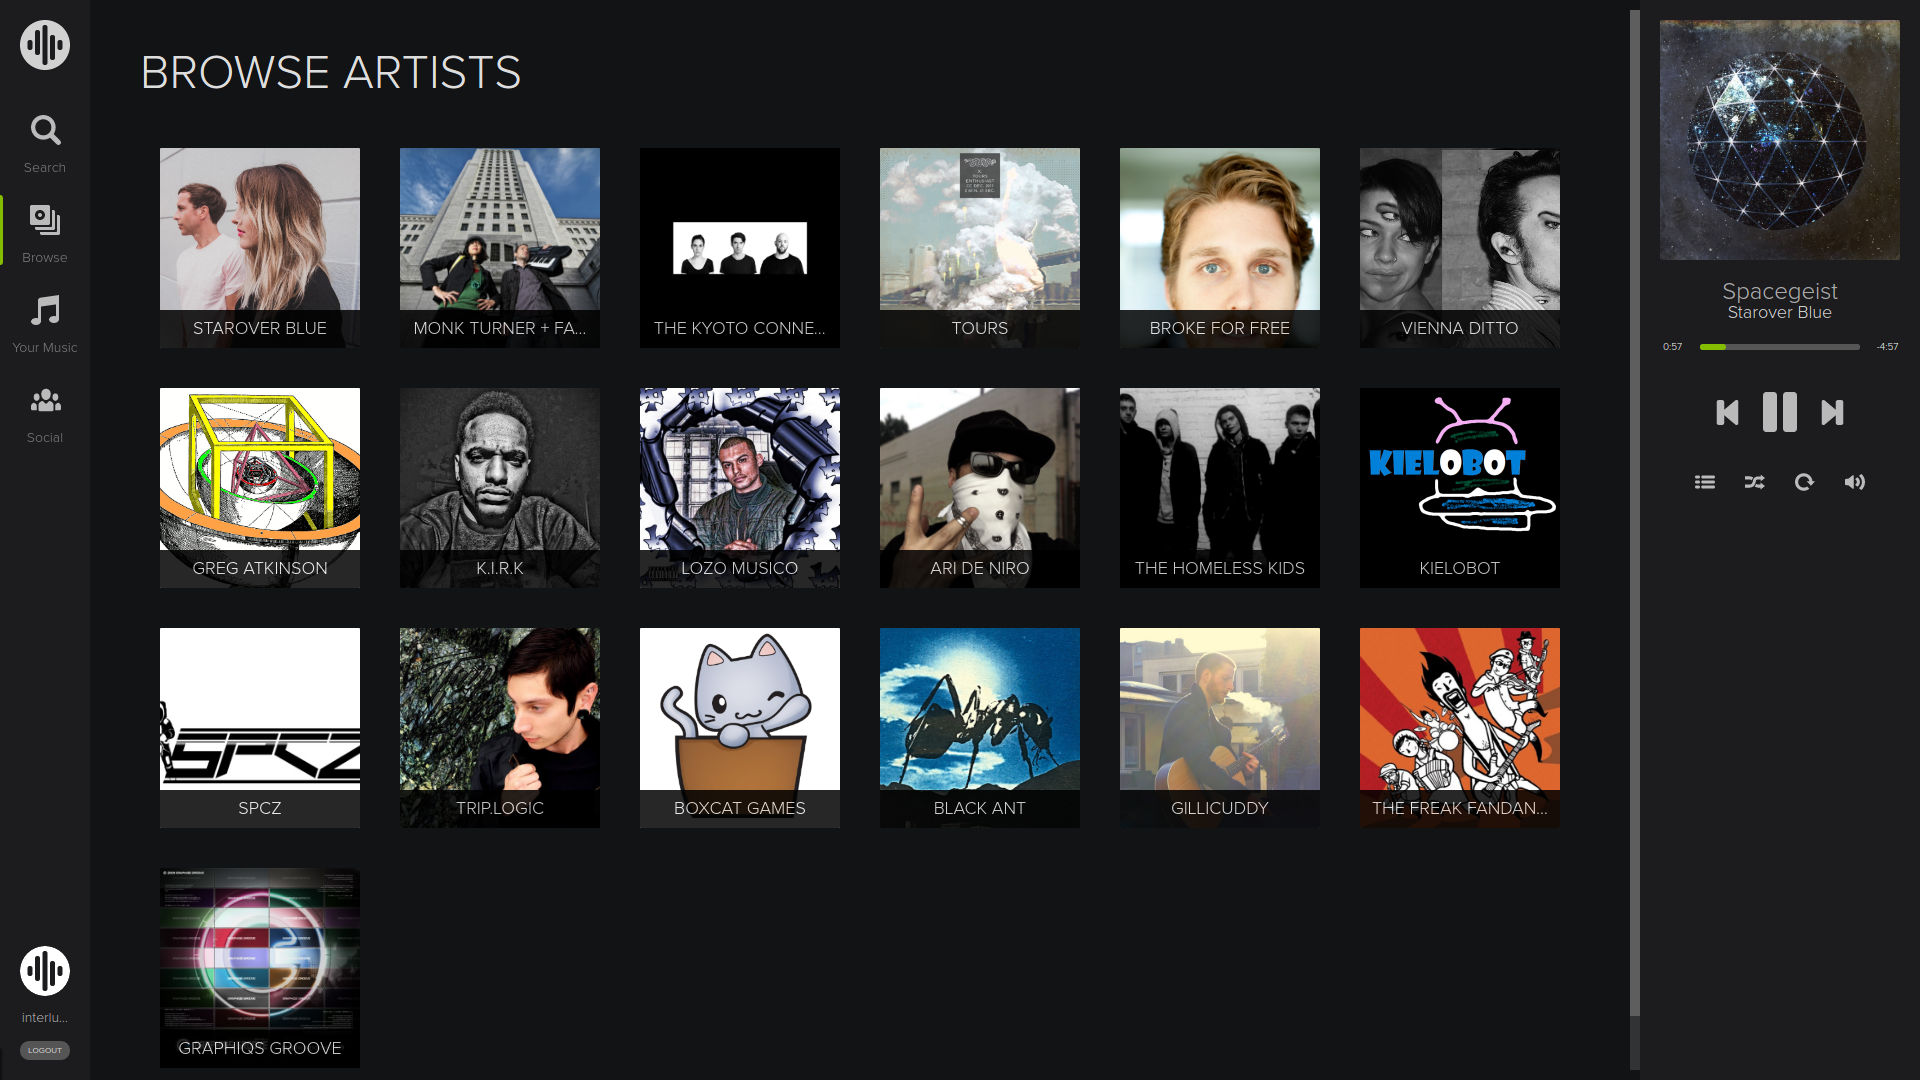 BROWSE ARTISTS
Search
Browse
Your Music
Social
STAROVER BLUE
MONK TURNER + FA...
THE KYOTO CONNE...
TOURS
BROKE FOR FREE
VIENNA DITTO
KIELOBOT
GREG ATKINSON
K.I.R.K
LOZO MUSICO
ARI DE NIRO
THE HOMELESS KIDS
KIELOBOT
SPCZ
SPCZ
TRIP.LOGIC
BOXCAT GAMES
BLACK ANT
GILLICUDDY
THE FREAK FANDAN...
GRAPHIQS GROOVE
interlu...
LOGOUT
Spacegeist
Starover Blue
0:57
-4:57